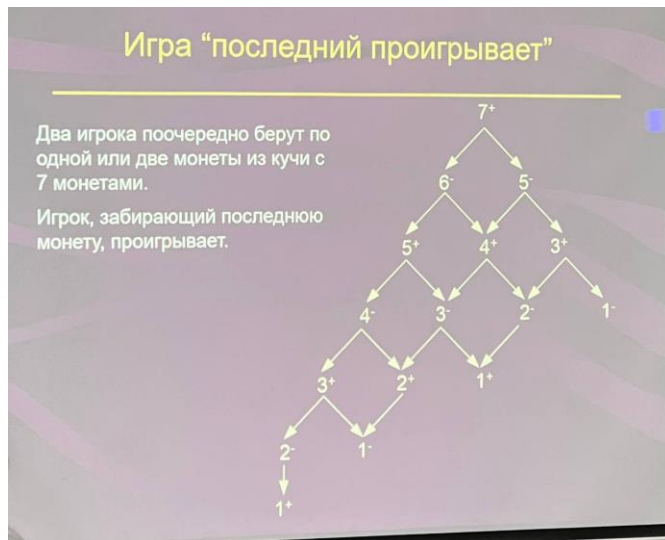 Игра “последний проигрывает”
Два игрока поочередно берут по
одной или две монеты из кучи с
7 монетами.
Игрок, забирающий последнюю
монету, проигрывает.
7⁺
6⁻ 5⁻
5⁺ 4⁺ 3⁺
4⁻ 3⁻ 2⁻ 1⁻
3⁺ 2⁺ 1⁺
2⁻ 1⁻
1⁺